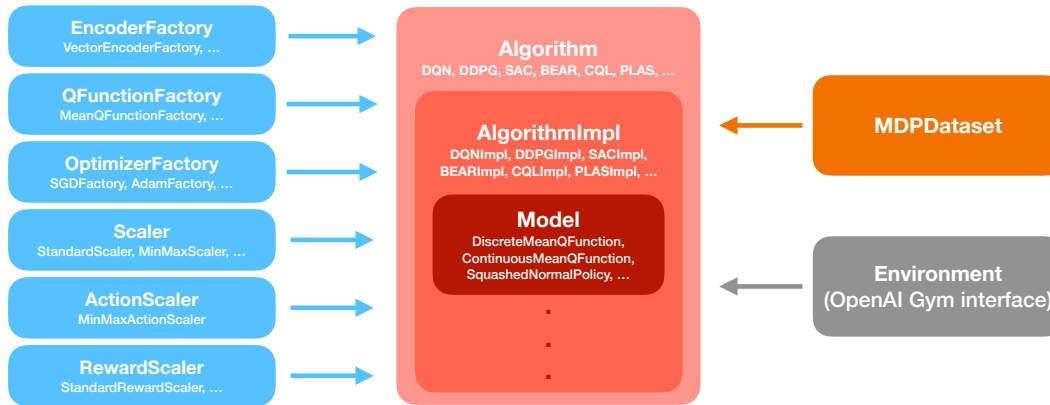 EncoderFactory
VectorEncoderFactory, ...
QFunctionFactory
MeanQFunctionFactory, ...
OptimizerFactory
SGDFactory, AdamFactory, ...
Scaler
StandardScaler, MinMaxScaler, ...
ActionScaler
MinMaxActionScaler
RewardScaler
StandardRewardScaler, ...
Algorithm
DQN, DDPG, SAC, BEAR, CQL, PLAS, ...
AlgorithmImpl
DQNImpl, DDPGImpl, SACImpl,
BEARImpl, CQLImpl, PLASImpl, ...
Model
DiscreteMeanQFunction,
ContinuousMeanQFunction,
SquashedNormalPolicy, ...
.
.
.
MDPDataset
Environment
(OpenAI Gym interface)